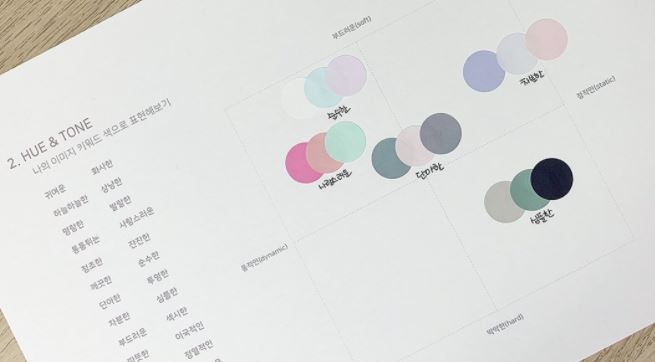 2. HUE & TONE
나의 이미지 키워드 색으로 표현해보기
귀여운 화사한
하늘하늘한 상냥한
명랑한 발랄한
통통튀는 사랑스러운
청초한 잔잔한
깨끗한 순수한
단아한 투명한
차분한 심플한
부드러운 섹시한
따뜻한 이국적인
정열적인
부드러운(soft)
정적인(static)
동적인(dynamic)
딱딱한(hard)
순수한
차분한
사랑스러운
단아한
심플한